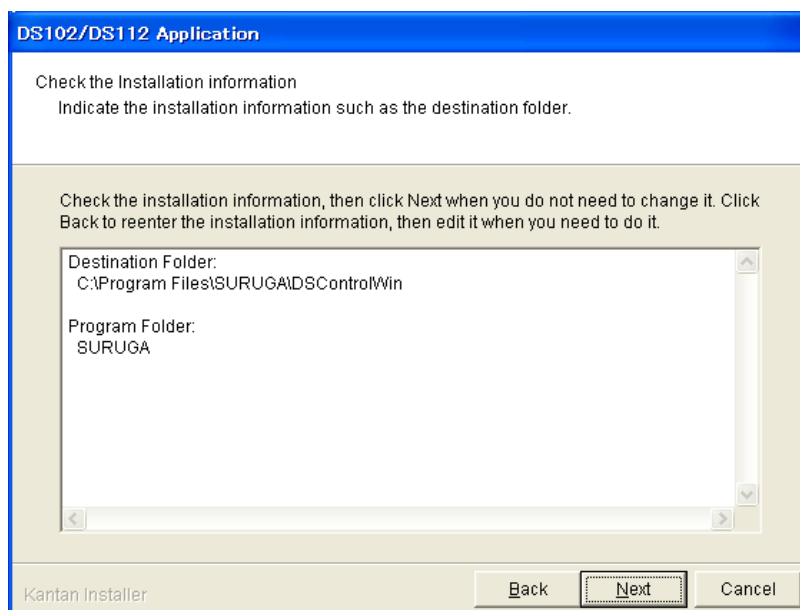 DS102/DS112 Application
Check the Installation information
Indicate the installation information such as the destination folder.
Check the installation information, then click Next when you do not need to change it. Click
Back to reenter the installation information, then edit it when you need to do it.
Destination Folder:
C:\Program Files\SURUGA\DSControlWin
Program Folder:
SURUGA
Kantan Installer
Back
Next
Cancel